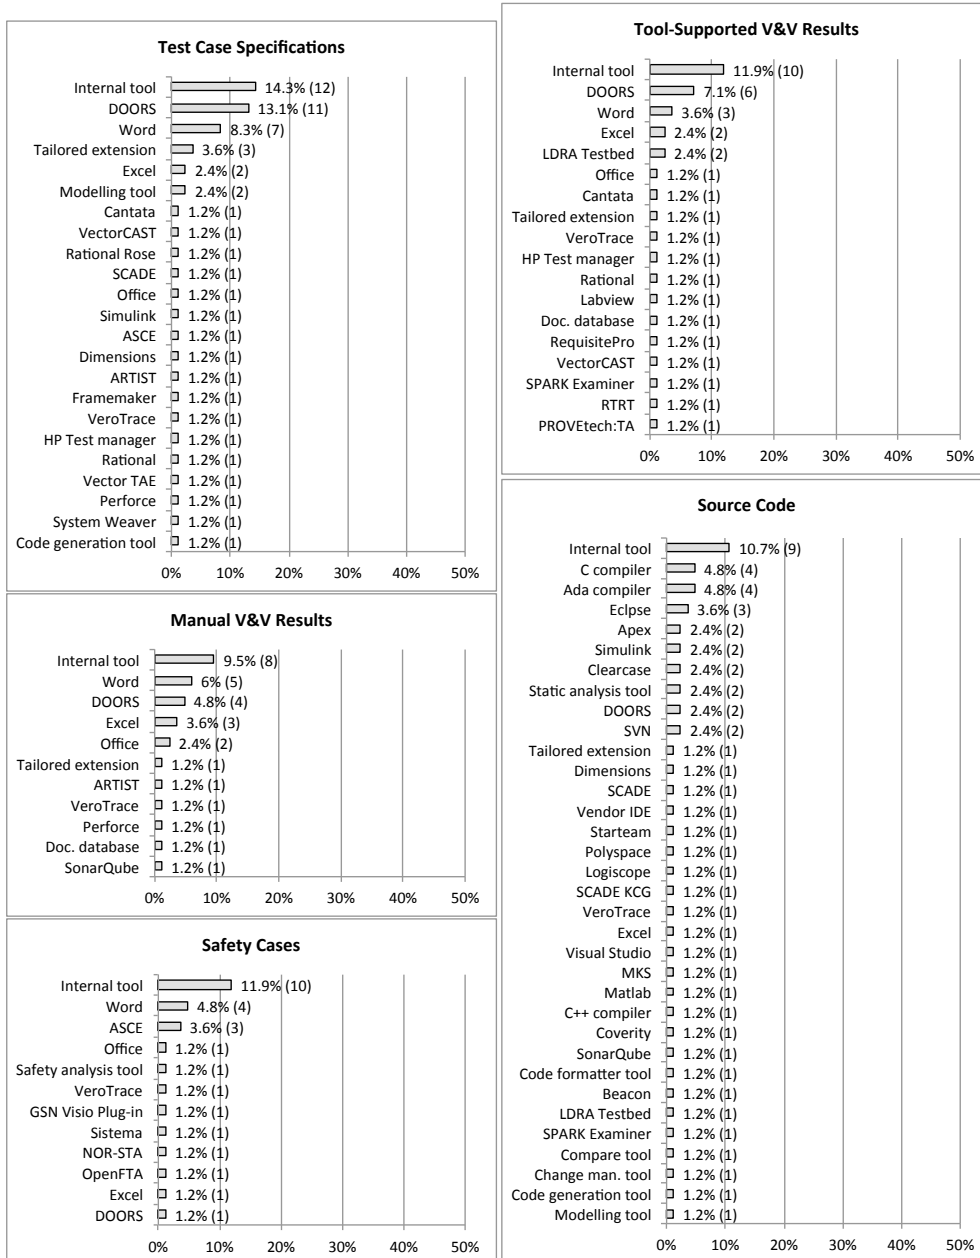 Test Case Specifications
Internal tool 14.3% (12)
DOORS 13.1% (11)
Word 8.3% (7)
Tailored extension 3.6% (3)
Excel 2.4% (2)
Modelling tool 2.4% (2)
Cantata 1.2% (1)
VectorCAST 1.2% (1)
Rational Rose 1.2% (1)
SCADE 1.2% (1)
Office 1.2% (1)
Simulink 1.2% (1)
ASCE 1.2% (1)
Dimensions 1.2% (1)
ARTIST 1.2% (1)
Framemaker 1.2% (1)
VeroTrace 1.2% (1)
HP Test manager 1.2% (1)
Rational 1.2% (1)
Vector TAE 1.2% (1)
Perforce 1.2% (1)
System Weaver 1.2% (1)
Code generation tool 1.2% (1)
0% 10% 20% 30% 40% 50%
Manual V&V Results
Internal tool 9.5% (8)
Word 6% (5)
DOORS 4.8% (4)
Excel 3.6% (3)
Office 2.4% (2)
Tailored extension 1.2% (1)
ARTIST 1.2% (1)
VeroTrace 1.2% (1)
Perforce 1.2% (1)
Doc. database 1.2% (1)
SonarQube 1.2% (1)
0% 10% 20% 30% 40% 50%
Safety Cases
Internal tool 11.9% (10)
Word 4.8% (4)
ASCE 3.6% (3)
Office 1.2% (1)
Safety analysis tool 1.2% (1)
VeroTrace 1.2% (1)
GSN Visio Plug-in 1.2% (1)
Sistema 1.2% (1)
NOR-STA 1.2% (1)
OpenFTA 1.2% (1)
Excel 1.2% (1)
DOORS 1.2% (1)
0% 10% 20% 30% 40% 50%
Tool-Supported V&V Results
Internal tool 11.9% (10)
DOORS 7.1% (6)
Word 3.6% (3)
Excel 2.4% (2)
LDRA Testbed 2.4% (2)
Office 1.2% (1)
Cantata 1.2% (1)
Tailored extension 1.2% (1)
VeroTrace 1.2% (1)
HP Test manager 1.2% (1)
Rational 1.2% (1)
Labview 1.2% (1)
Doc. database 1.2% (1)
RequisitePro 1.2% (1)
VectorCAST 1.2% (1)
SPARK Examiner 1.2% (1)
RTRT 1.2% (1)
PROVEtech:TA 1.2% (1)
0% 10% 20% 30% 40% 50%
Source Code
Internal tool 10.7% (9)
C compiler 4.8% (4)
Ada compiler 4.8% (4)
Eclpse 3.6% (3)
Apex 2.4% (2)
Simulink 2.4% (2)
Clearcase 2.4% (2)
Static analysis tool 2.4% (2)
DOORS 2.4% (2)
SVN 2.4% (2)
Tailored extension 1.2% (1)
Dimensions 1.2% (1)
SCADE 1.2% (1)
Vendor IDE 1.2% (1)
Starteam 1.2% (1)
Polyspace 1.2% (1)
Logiscope 1.2% (1)
SCADE KCG 1.2% (1)
VeroTrace 1.2% (1)
Excel 1.2% (1)
Visual Studio 1.2% (1)
MKS 1.2% (1)
Matlab 1.2% (1)
C++ compiler 1.2% (1)
Coverity 1.2% (1)
SonarQube 1.2% (1)
Code formatter tool 1.2% (1)
Beacon 1.2% (1)
LDRA Testbed 1.2% (1)
SPARK Examiner 1.2% (1)
Compare tool 1.2% (1)
Change man. tool 1.2% (1)
Code generation tool 1.2% (1)
Modelling tool 1.2% (1)
0% 10% 20% 30% 40% 50%